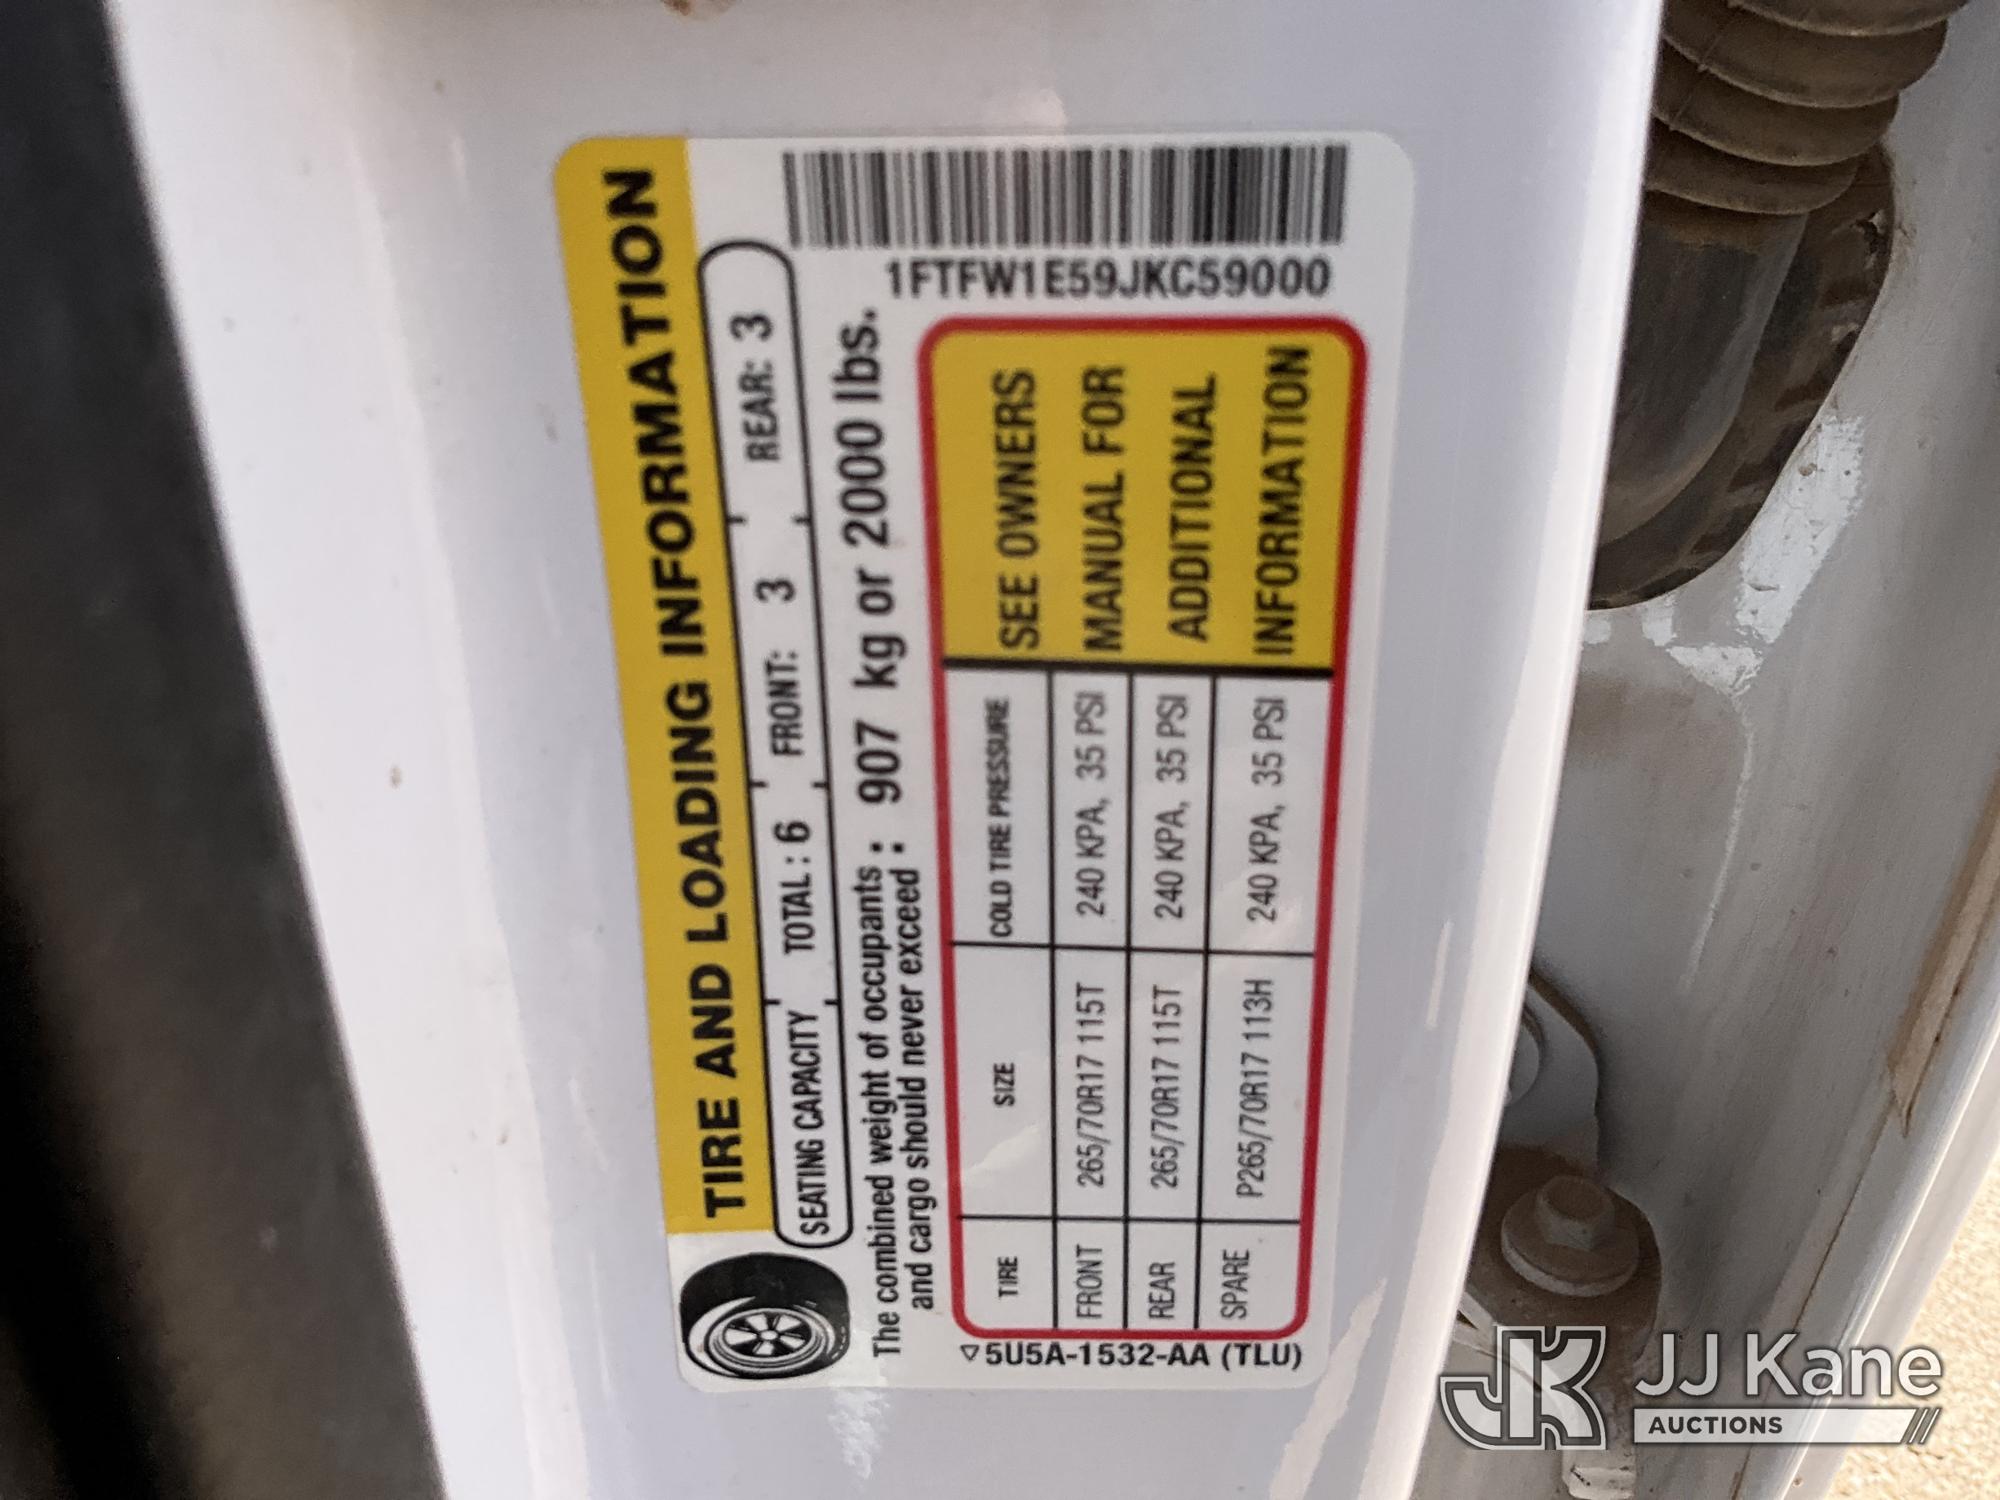 TIRE AND LOADING INFORMATION
SEATING CAPACITY TOTAL : 6 FRONT: 3 REAR: 3
The combined weight of occupants : 907 kg or 2000 lbs.
and cargo should never exceed :
1FTFW1E59JKC59000
TIRE SIZE COLD TIRE PRESSURE
FRONT 265/70R17 115T 240 KPA, 35 PSI
REAR 265/70R17 115T 240 KPA, 35 PSI
SPARE P265/70R17 113H 240 KPA, 35 PSI
SEE OWNERS
MANUAL FOR
ADDITIONAL
INFORMATION
5U5A-1532-AA (TLU)
JK JJ Kane
AUCTIONS